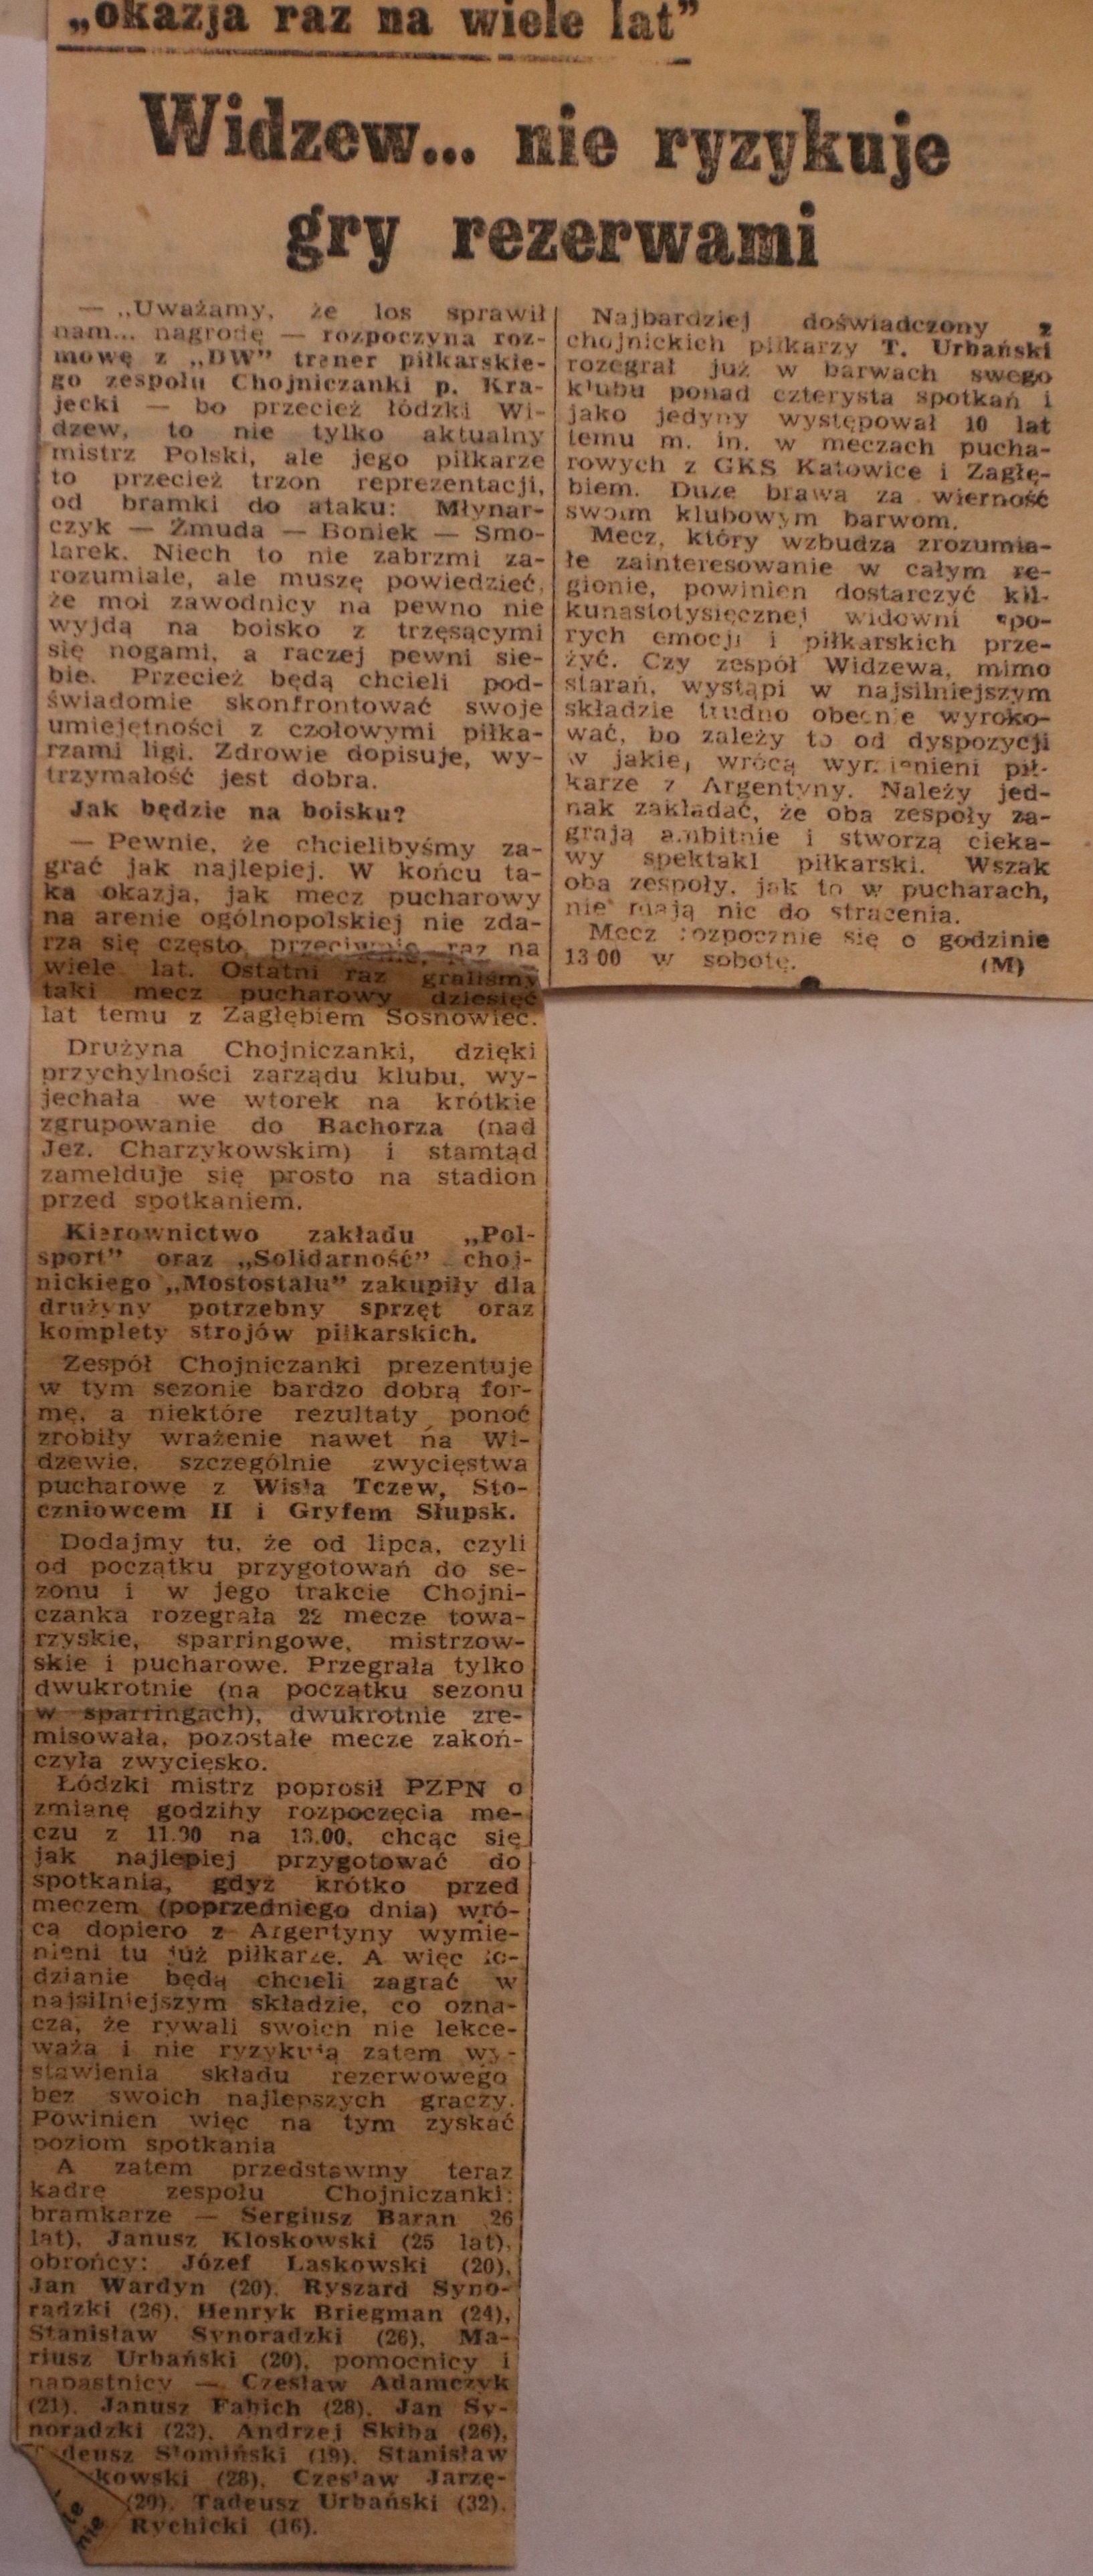 „okazja raz na wiele lat”
Widzew... nie ryzykuje
gry rezerwami
— „Uważamy, że los sprawił
nam... nagrodę — rozpoczyna roz-
mowę z „DW” trener piłkarskie-
go zespołu Chojniczanki p. Kra-
jecki — bo przecież łódzki Wi-
dzew, to nie tylko aktualny
mistrz Polski, ale jego piłkarze
to przecież trzon reprezentacji,
od bramki do ataku: Młynar-
czyk — Żmuda — Boniek — Smo-
larek. Niech to nie zabrzmi za-
rozumiale, ale muszę powiedzieć,
że moi zawodnicy na pewno nie
wyjdą na boisko z trzęsącymi
się nogami, a raczej pewni sie-
bie. Przecież będą chcieli pod-
świadomie skonfrontować swoje
umiejętności z czołowymi piłka-
rzami ligi. Zdrowie dopisuje, wy-
trzymałość jest dobra.
Jak będzie na boisku?
— Pewnie, że chcielibyśmy za-
grać jak najlepiej. W końcu ta-
ka okazja, jak mecz pucharowy
na arenie ogólnopolskiej nie zda-
rza się często, przeciwnie, raz na
wiele lat. Ostatni raz graliśmy
taki mecz pucharowy dziesięć
lat temu z Zagłębiem Sosnowiec.
Drużyna Chojniczanki, dzięki
przychylności zarządu klubu, wy-
jechała we wtorek na krótkie
zgrupowanie do Bachorza (nad
Jez. Charzykowskim) i stamtąd
zamelduje się prosto na stadion
przed spotkaniem.
Kierownictwo zakładu „Pol-
sport” oraz „Solidarność” choj-
nickiego „Mostostalu” zakupiły dla
drużyny potrzebny sprzęt oraz
komplety strojów piłkarskich.
Zespół Chojniczanki prezentuje
w tym sezonie bardzo dobrą for-
mę, a niektóre rezultaty ponoć
zrobiły wrażenie nawet na Wi-
dzewie, szczególnie zwycięstwa
pucharowe z Wisła Tczew, Sto-
czniowcem II i Gryfem Słupsk.
Dodajmy tu, że od lipca, czyli
od początku przygotowań do se-
zonu i w jego trakcie Chojni-
czanka rozegrała 22 mecze towa-
rzyskie, sparringowe, mistrzow-
skie i pucharowe. Przegrała tylko
dwukrotnie (na początku sezonu
w sparringach), dwukrotnie zre-
misowała, pozostałe mecze zakoń-
czyła zwycięsko.
Łódzki mistrz poprosił PZPN o
zmianę godziny rozpoczęcia me-
czu z 11.30 na 13.00, chcąc się
jak najlepiej przygotować do
spotkania, gdyż krótko przed
meczem (poprzedniego dnia) wró-
cą dopiero z Argentyny wymie-
nieni tu już piłkarze. A więc ło-
dzianie będą chcieli zagrać w
najsilniejszym składzie, co ozna-
cza, że rywali swoich nie lekce-
ważą i nie ryzykują zatem wy-
stawienia składu rezerwowego
bez swoich najlepszych graczy.
Powinien więc na tym zyskać
poziom spotkania
A zatem przedstawmy teraz
kadrę zespołu Chojniczanki:
bramkarze — Sergiusz Baran 26
lat), Janusz Kloskowski (25 lat),
obrońcy: Józef Laskowski (20),
Jan Wardyn (20), Ryszard Syno-
radzki (26), Henryk Briegman (24),
Stanisław Synoradzki (26), Ma-
riusz Urbański (20), pomocnicy i
napastnicy — Czesław Adamczyk
(21), Janusz Fabich (28), Jan Sy-
noradzki (23), Andrzej Skiba (26),
deusz Słomiński (19), Stanisław
kowski (28), Czesław Jarzę-
(20), Tadeusz Urbański (32),
Rychicki (16).
Najbardziej doświadczony z
chojnickich piłkarzy T. Urbański
rozegrał już w barwach swego
klubu ponad czterysta spotkań i
jako jedyny występował 10 lat
temu m. in. w meczach pucha-
rowych z GKS Katowice i Zagłę-
biem. Duże brawa za wierność
swoim klubowym barwom.
Mecz, który wzbudza zrozumia-
łe zainteresowanie w całym re-
gionie, powinien dostarczyć kil-
kunastotysięcznej widowni spo-
rych emocji i piłkarskich prze-
żyć. Czy zespół Widzewa, mimo
starań, wystąpi w najsilniejszym
składzie trudno obecnie wyroko-
wać, bo zależy to od dyspozycji
w jakiej wrócą wymienieni pił-
karze z Argentyny. Należy jed-
nak zakładać, że oba zespoły za-
grają ambitnie i stworzą cieka-
wy spektakl piłkarski. Wszak
oba zespoły, jak to w pucharach,
nie mają nic do stracenia.
Mecz rozpocznie się o godzinie
13 00 w sobotę.
(M)